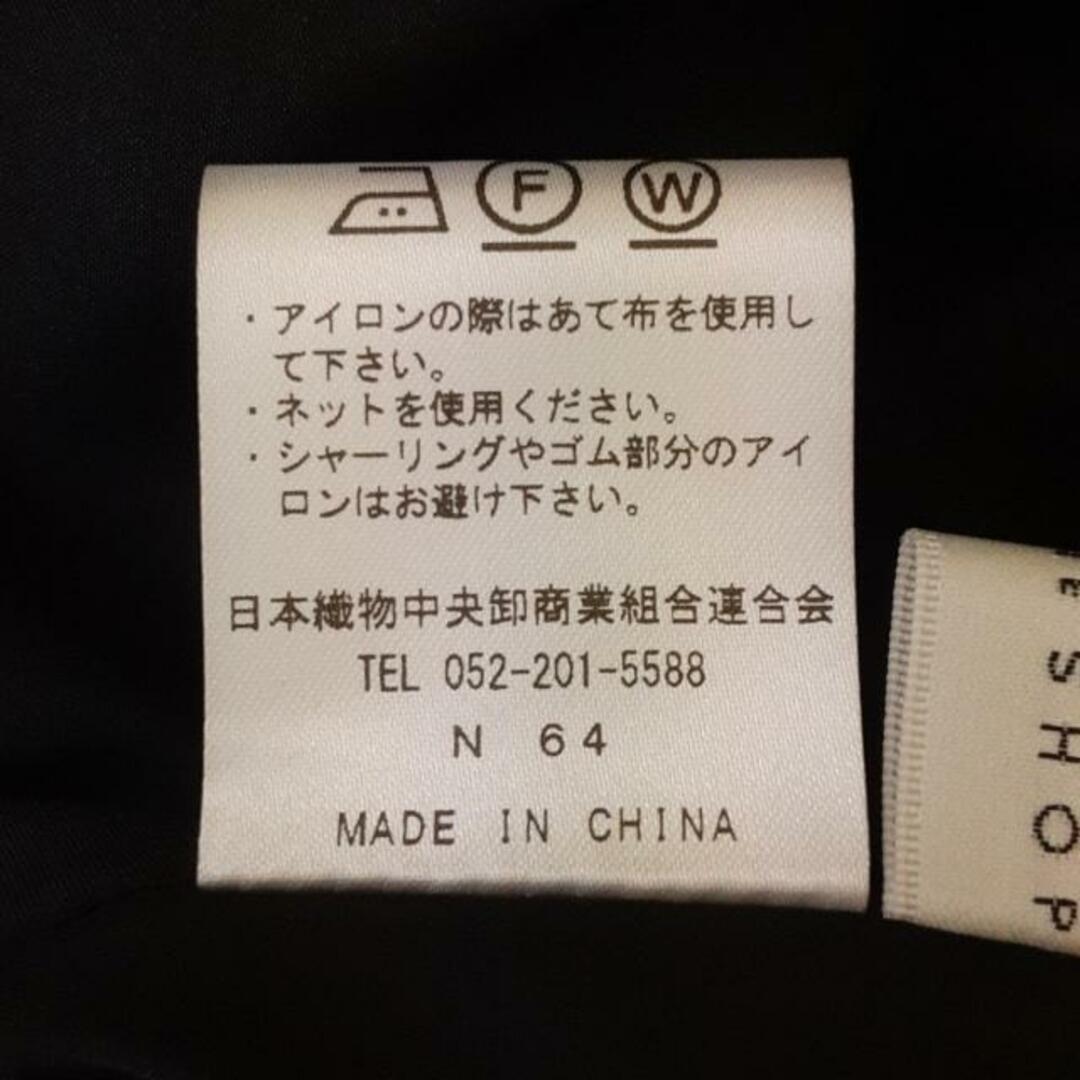 F W
・アイロンの際はあて布を使用し
て下さい。
・ネットを使用ください。
・シャーリングやゴム部分のアイ
ロンはお避け下さい。
日本織物中央卸商業組合連合会
TEL 052-201-5588
N 64
MADE IN CHINA
SHOP